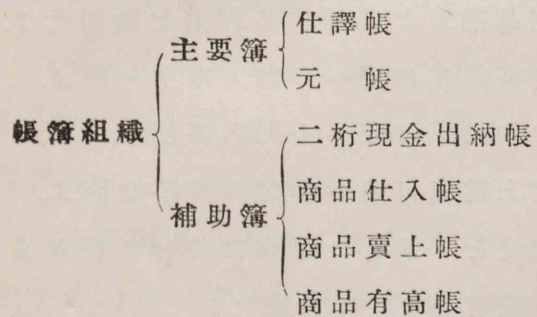 帳簿組織
主要簿
仕譯帳
元帳
補助簿
二桁現金出納帳
商品仕入帳
商品賣上帳
商品有高帳